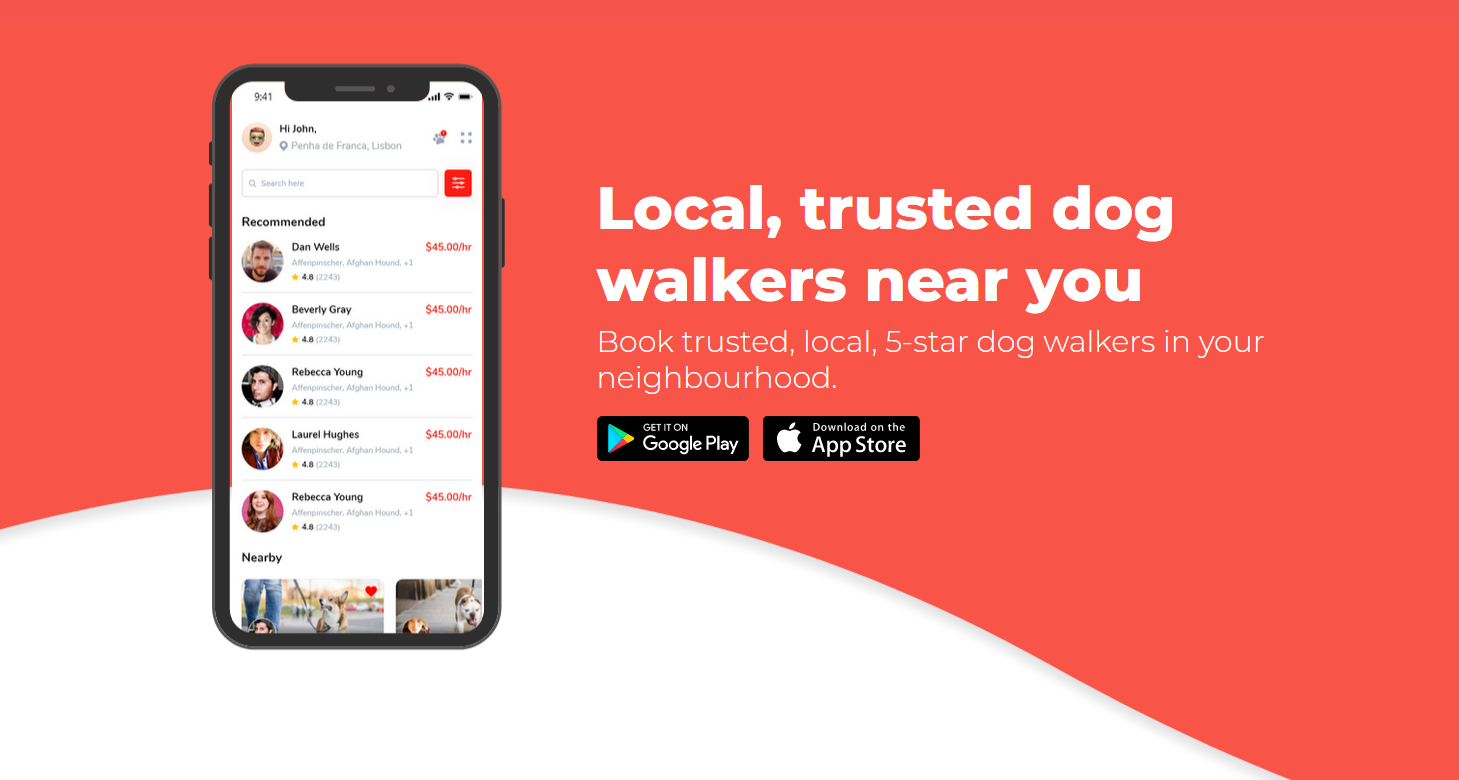 9:41
Hi John,
Penha de Franca, Lisbon
Search here
Recommended
Dan Wells
$45.00/hr
Affenpinscher, Afghan Hound, +1
4.8 (2243)
Beverly Gray
$45.00/hr
Affenpinscher, Afghan Hound, +1
4.8 (2243)
Rebecca Young
$45.00/hr
Affenpinscher, Afghan Hound, +1
4.8 (2243)
Laurel Hughes
$45.00/hr
Affenpinscher, Afghan Hound, +1
4.8 (2243)
Rebecca Young
$45.00/hr
Affenpinscher, Afghan Hound, +1
4.8 (2243)
Nearby
Local, trusted dog
walkers near you
Book trusted, local, 5-star dog walkers in your
neighbourhood.
GET IT ON
Google Play
Download on the
App Store